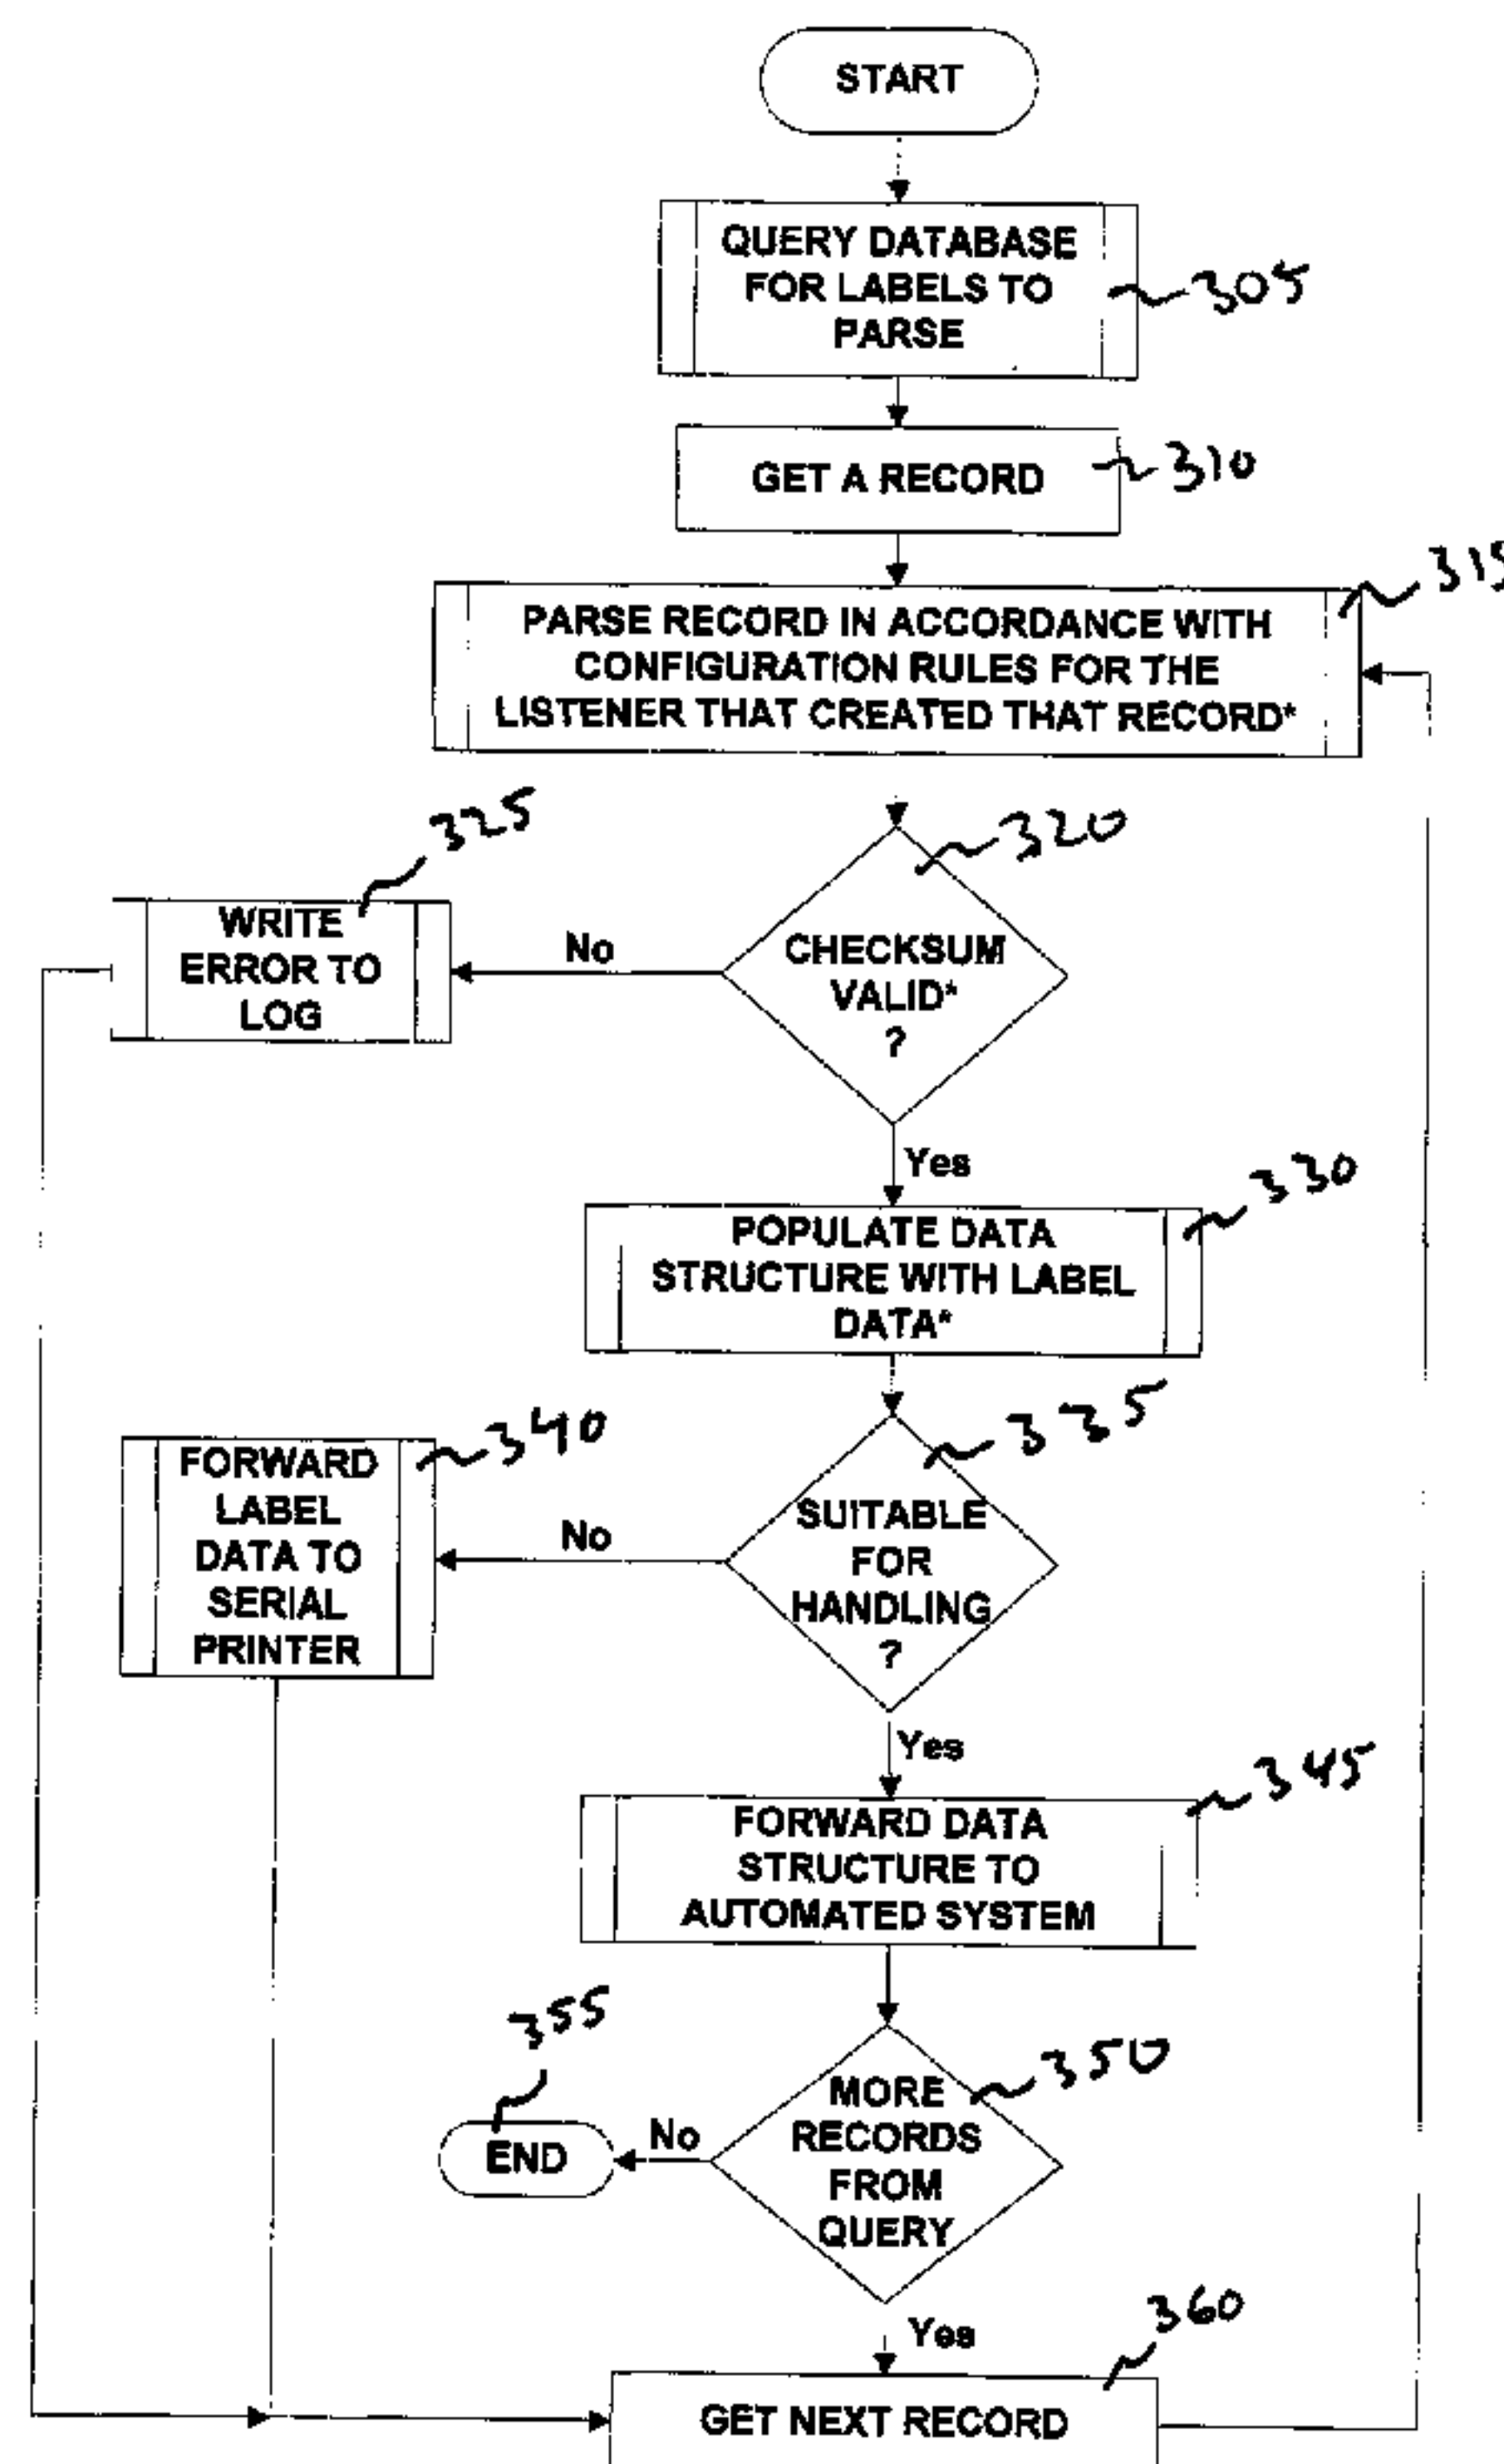 START
QUERY DATABASE
FOR LABELS TO
PARSE
305
GET A RECORD
310
315
PARSE RECORD IN ACCORDANCE WITH
CONFIGURATION RULES FOR THE
LISTENER THAT CREATED THAT RECORD*
325
320
WRITE
ERROR TO
LOG
No
CHECKSUM
VALID*
?
Yes
330
POPULATE DATA
STRUCTURE WITH LABEL
DATA*
340
335
FORWARD
LABEL
DATA TO
SERIAL
PRINTER
No
SUITABLE
FOR
HANDLING
?
Yes
345
FORWARD DATA
STRUCTURE TO
AUTOMATED SYSTEM
355
350
END
No
MORE
RECORDS
FROM
QUERY
Yes
360
GET NEXT RECORD